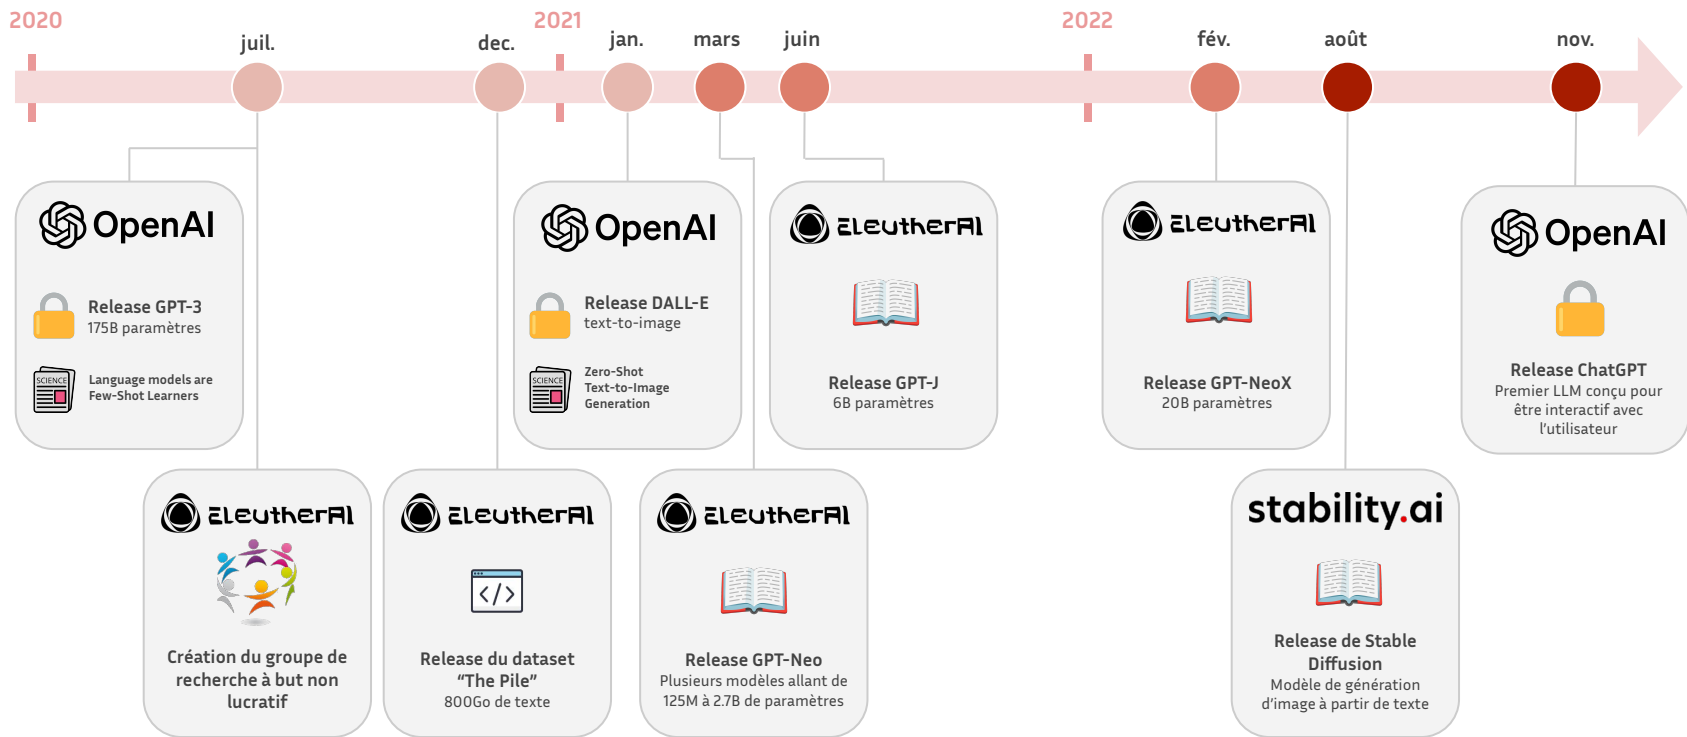 2020
2021
2022
juil.
dec.
jan.
mars
juin
fév.
août
nov.
OpenAI
Release GPT-3
175B paramètres
SCIENCE
Language models are
Few-Shot Learners
OpenAI
Release DALL-E
text-to-image
SCIENCE
Zero-Shot
Text-to-Image
Generation
EleutherAI
Release GPT-J
6B paramètres
EleutherAI
Release GPT-NeoX
20B paramètres
OpenAI
Release ChatGPT
Premier LLM conçu pour
être interactif avec
l'utilisateur
EleutherAI
Création du groupe de
recherche à but non
lucratif
EleutherAI
</>
Release du dataset
“The Pile”
800Go de texte
EleutherAI
Release GPT-Neo
Plusieurs modèles allant de
125M à 2.7B de paramètres
stability.ai
Release de Stable
Diffusion
Modèle de génération
d'image à partir de texte